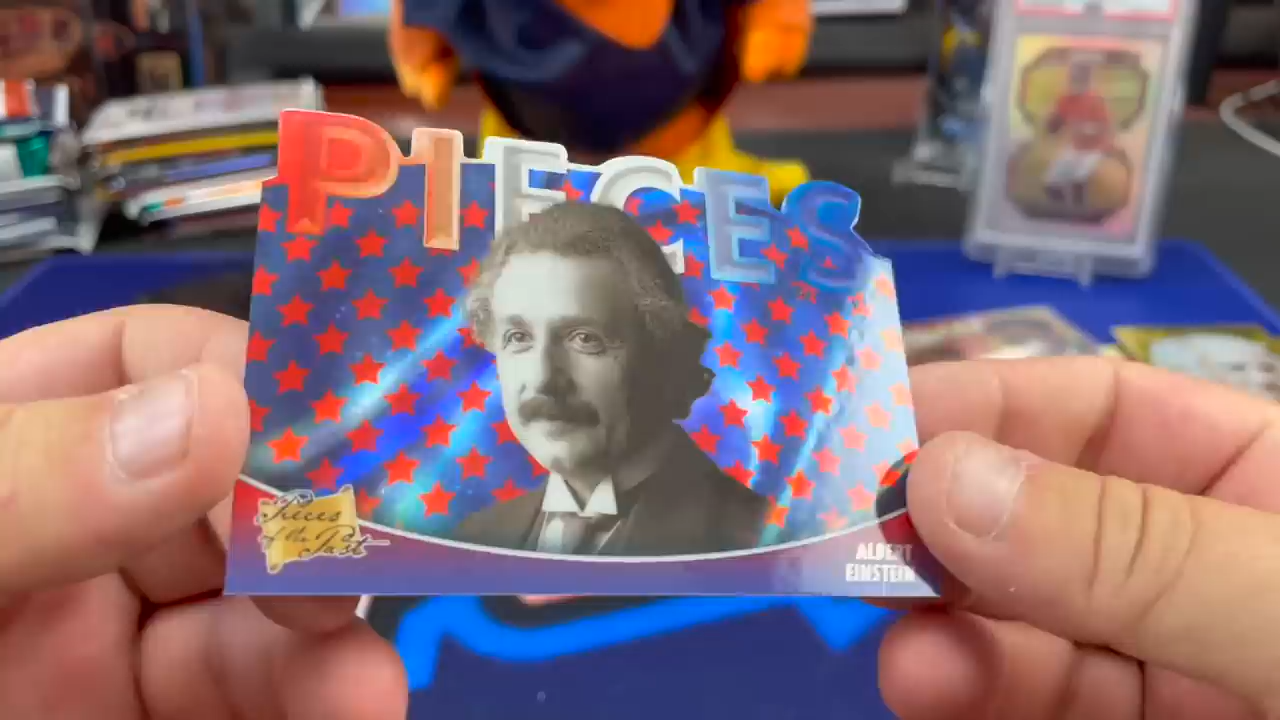 PIECES
Pieces
of the Past
ALBERT
EINSTEIN